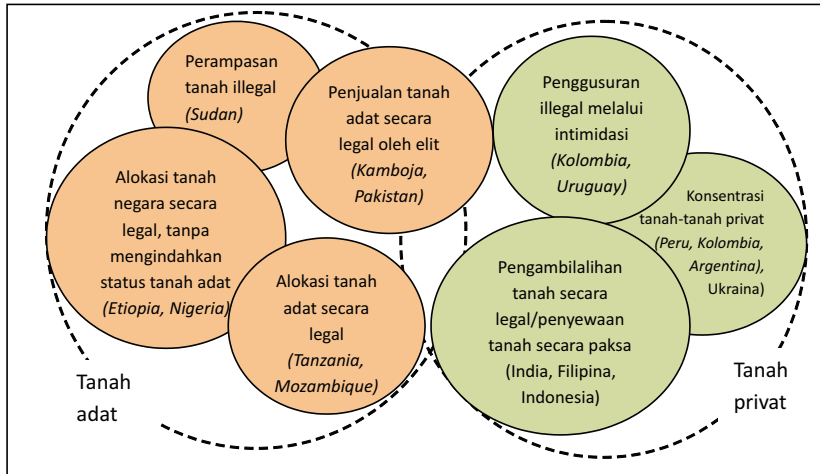 Perampasan
tanah illegal
(Sudan)
Penjualan tanah
adat secara
legal oleh elit
(Kamboja,
Pakistan)
Alokasi tanah
negara secara
legal, tanpa
mengindahkan
status tanah adat
(Etiopia, Nigeria)
Alokasi tanah
adat secara
legal
(Tanzania,
Mozambique)
Tanah
adat
Penggusuran
illegal melalui
intimidasi
(Kolombia,
Uruguay)
Konsentrasi
tanah-tanah privat
(Peru, Kolombia,
Argentina),
Ukraina)
Pengambilalihan
tanah secara
legal/penyewaan
tanah secara paksa
(India, Filipina,
Indonesia)
Tanah
privat